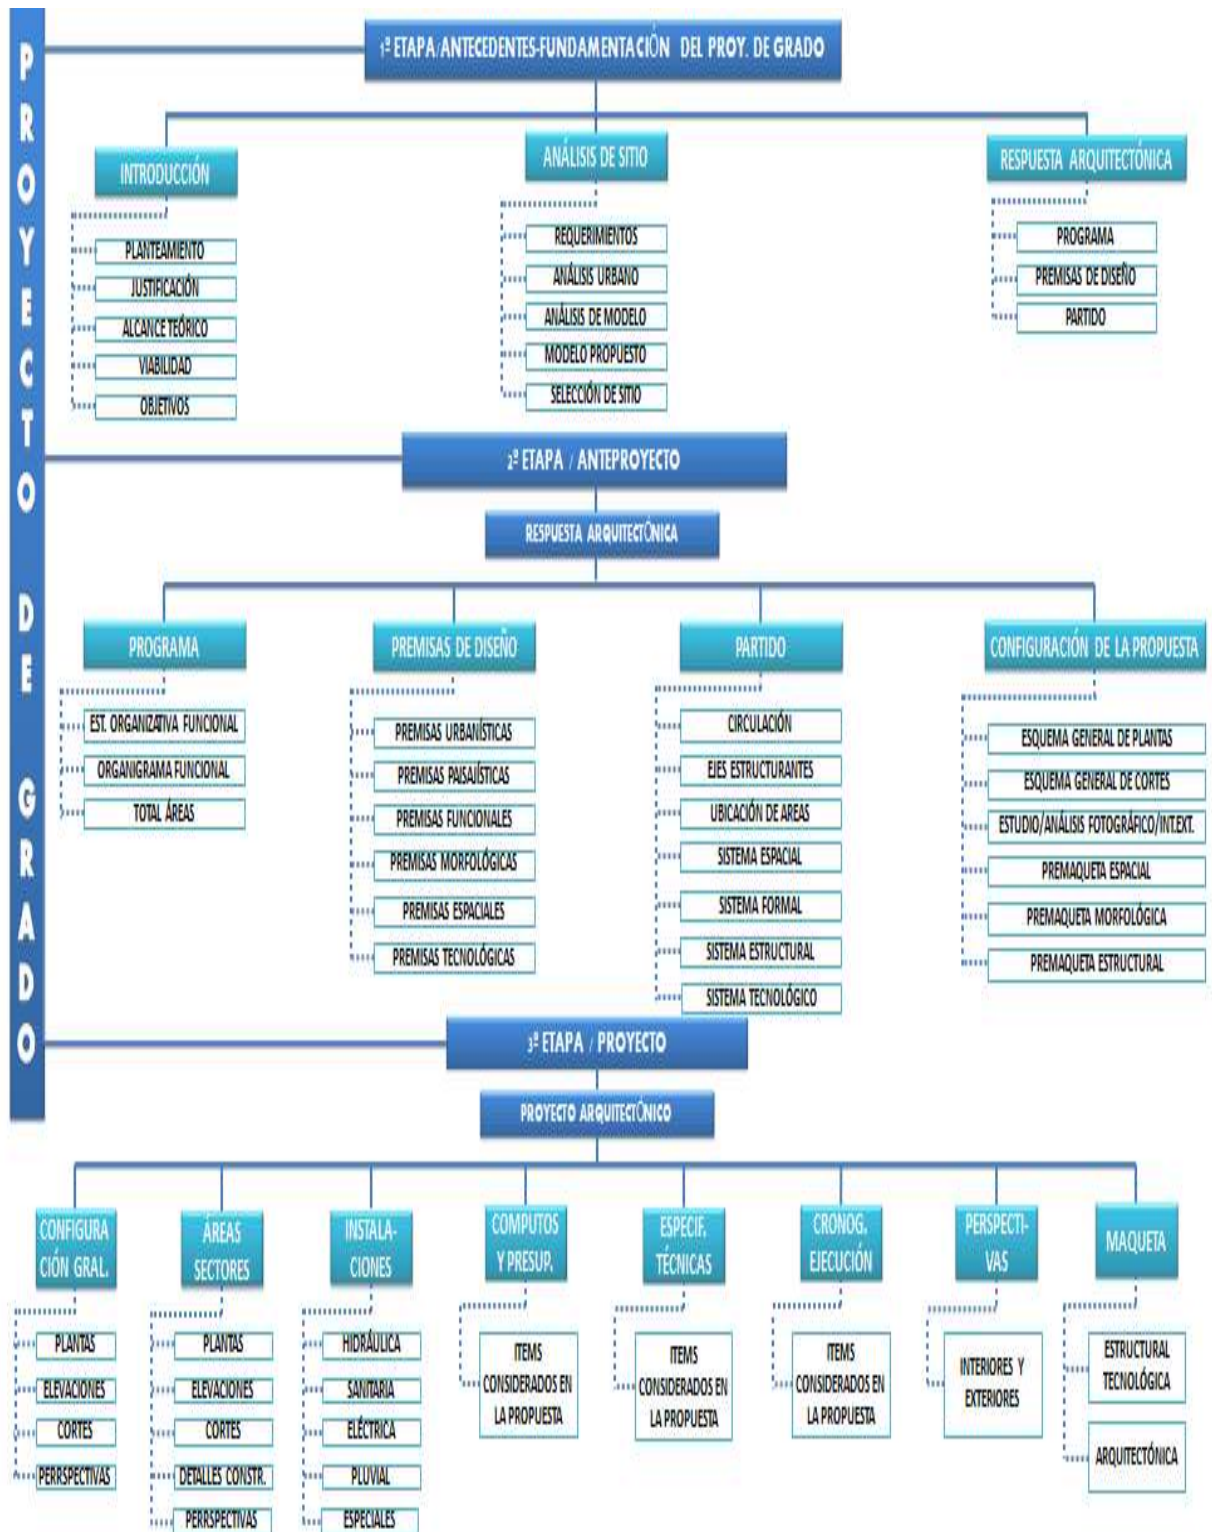 PROYECTO DE GRADO
1ª ETAPA/ANTECEDENTES-FUNDAMENTACIÓN DEL PROY. DE GRADO
INTRODUCCIÓN
PLANTEAMIENTO
JUSTIFICACIÓN
ALCANCE TEÓRICO
VIABILIDAD
OBJETIVOS
ANÁLISIS DE SITIO
REQUERIMIENTOS
ANÁLISIS URBANO
ANÁLISIS DE MODELO
MODELO PROPUESTO
SELECCIÓN DE SITIO
RESPUESTA ARQUITECTÓNICA
PROGRAMA
PREMISAS DE DISEÑO
PARTIDO
2ª ETAPA / ANTEPROYECTO
RESPUESTA ARQUITECTÓNICA
PROGRAMA
EST. ORGANIZATIVA FUNCIONAL
ORGANIGRAMA FUNCIONAL
TOTAL ÁREAS
PREMISAS DE DISEÑO
PREMISAS URBANÍSTICAS
PREMISAS PAISAJÍSTICAS
PREMISAS FUNCIONALES
PREMISAS MORFOLÓGICAS
PREMISAS ESPACIALES
PREMISAS TECNOLÓGICAS
PARTIDO
CIRCULACIÓN
EJES ESTRUCTURANTES
UBICACIÓN DE AREAS
SISTEMA ESPACIAL
SISTEMA FORMAL
SISTEMA ESTRUCTURAL
SISTEMA TECNOLÓGICO
CONFIGURACIÓN DE LA PROPUESTA
ESQUEMA GENERAL DE PLANTAS
ESQUEMA GENERAL DE CORTES
ESTUDIO/ANÁLISIS FOTOGRÁFICO/INT.EXT.
PREMAQUETA ESPACIAL
PREMAQUETA MORFOLÓGICA
PREMAQUETA ESTRUCTURAL
3ª ETAPA / PROYECTO
PROYECTO ARQUITECTÓNICO
CONFIGURA
CIÓN GRAL.
PLANTAS
ELEVACIONES
CORTES
PERRSPECTIVAS
ÁREAS
SECTORES
PLANTAS
ELEVACIONES
CORTES
DETALLES CONSTR.
PERRSPECTIVAS
INSTALA-
CIONES
HIDRÁULICA
SANITARIA
ELÉCTRICA
PLUVIAL
ESPECIALES
COMPUTOS
Y PRESUP.
ITEMS
CONSIDERADOS EN
LA PROPUESTA
ESPECIF.
TÉCNICAS
ITEMS
CONSIDERADOS EN
LA PROPUESTA
CRONOG.
EJECUCIÓN
ITEMS
CONSIDERADOS EN
LA PROPUESTA
PERSPECTI-
VAS
INTERIORES Y
EXTERIORES
MAQUETA
ESTRUCTURAL
TECNOLÓGICA
ARQUITECTÓNICA